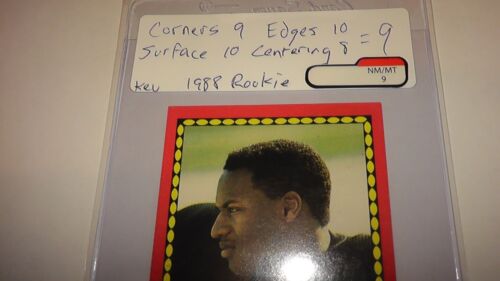 Corners 9 Edges 10
Surface 10 Centering 8 = 9
Key 1988 Rookie
NM/MT
9